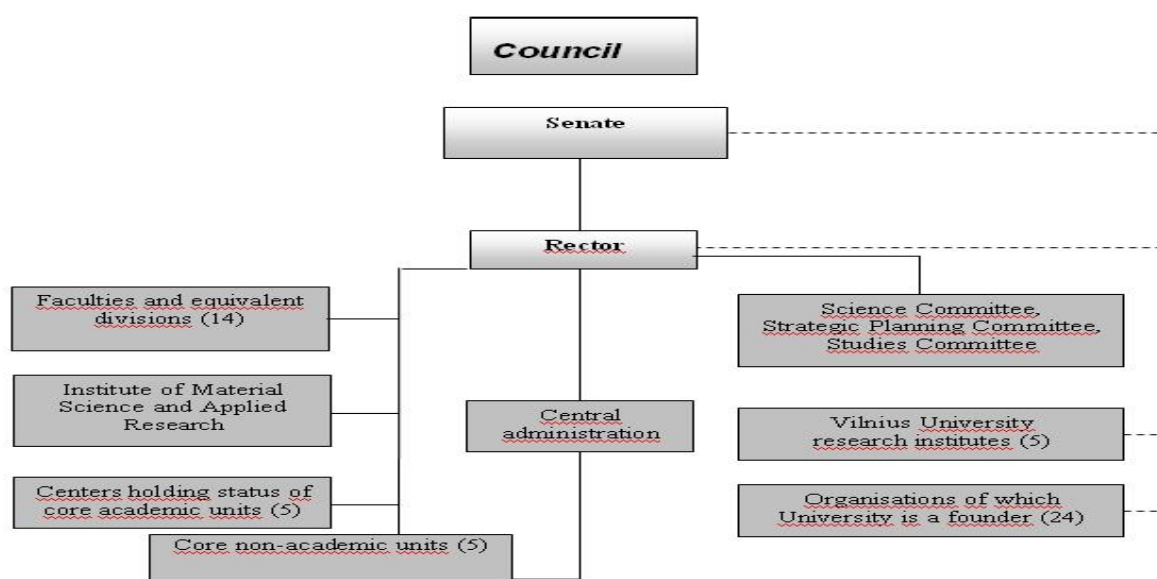 Council
Senate
Rector
Faculties and equivalent
divisions (14)
Science Committee,
Strategic Planning Committee,
Studies Committee
Institute of Material
Science and Applied
Research
Central
administration
Vilnius University
research institutes (5)
Centers holding status of
core academic units (5)
Organisations of which
University is a founder (24)
Core non-academic units (5)